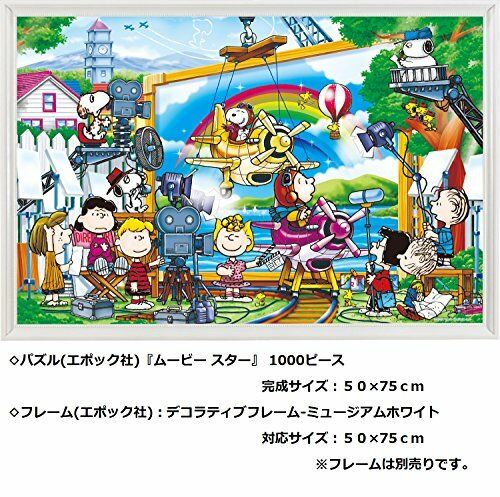 DIREC
◇パズル(エポック社)『ムービー スター』 1000ピース
完成サイズ：５０×75ｃｍ
◇フレーム(エポック社)：デコラティブフレーム-ミュージアムホワイト
対応サイズ：５０×75ｃｍ
※フレームは別売りです。